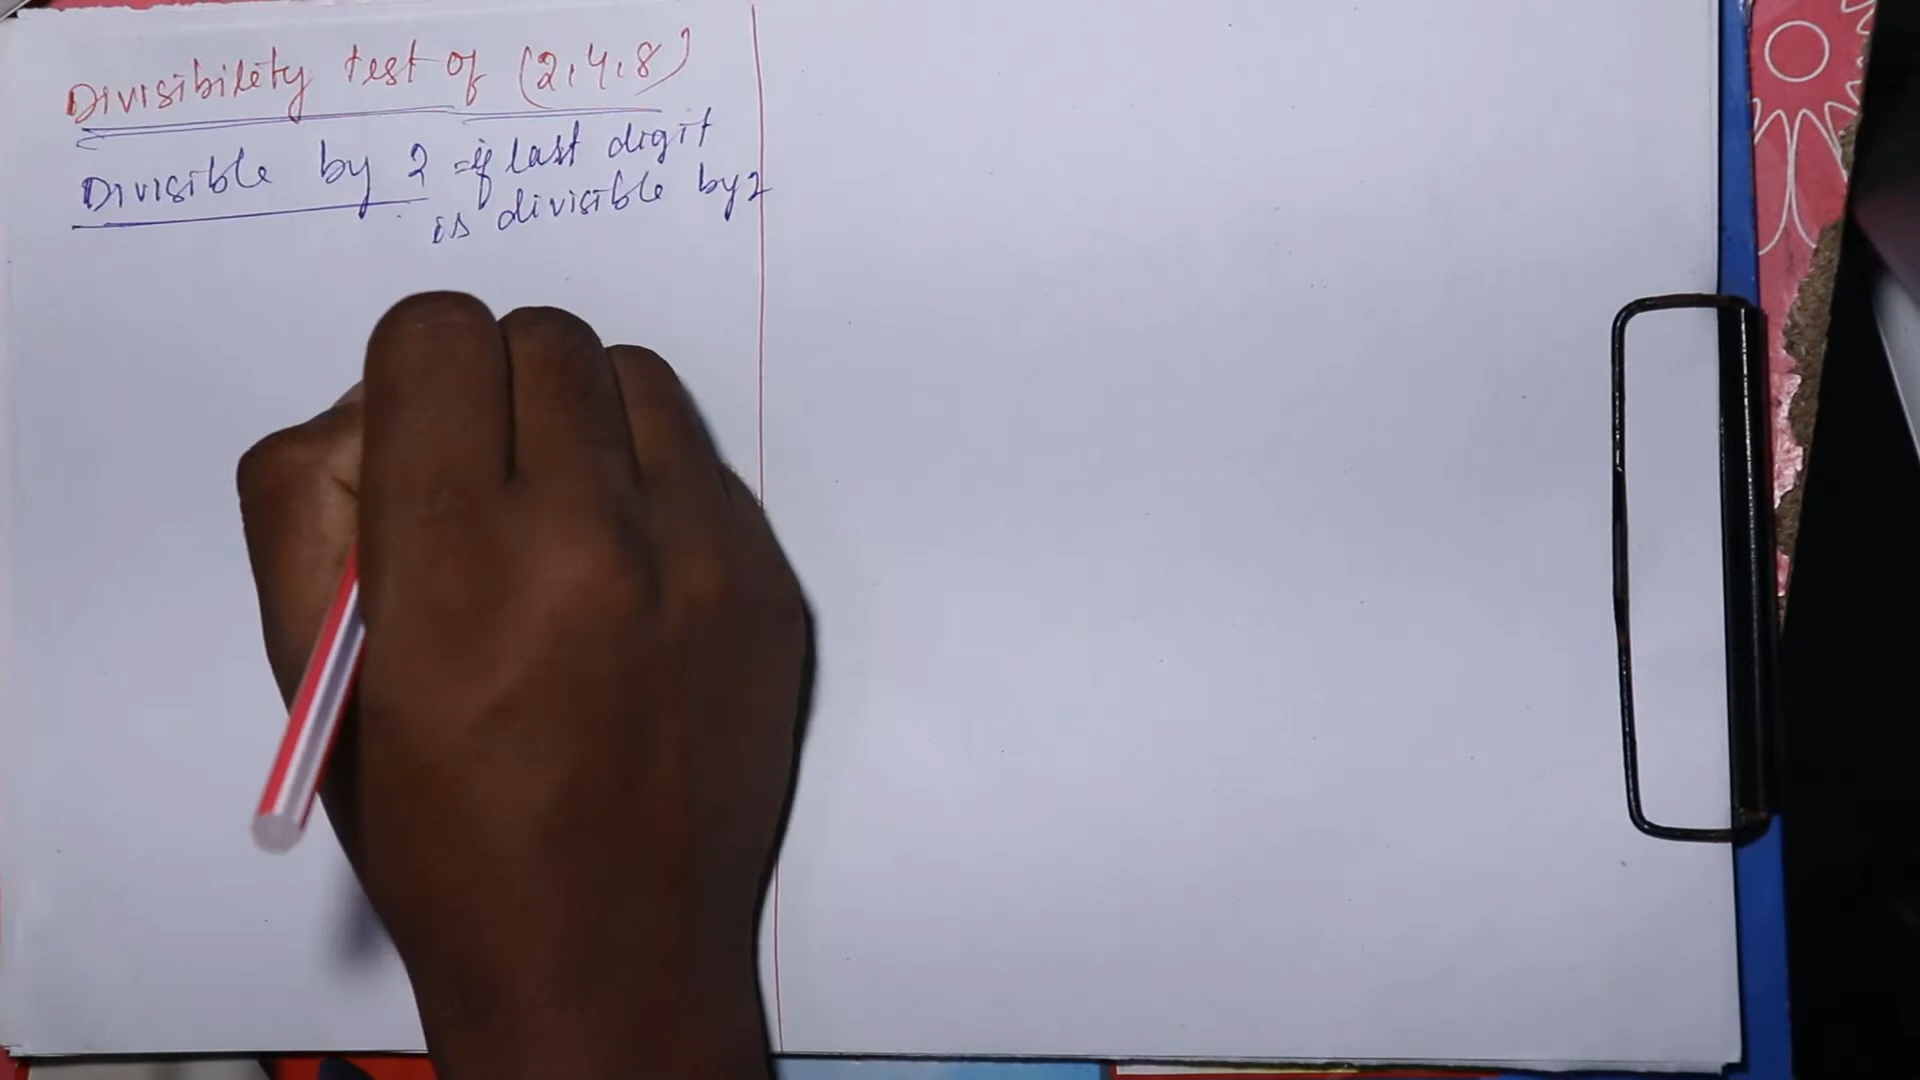 Divisibility test of (2,4,8)
Divisible by 2 = if last digit
is divisible by 2